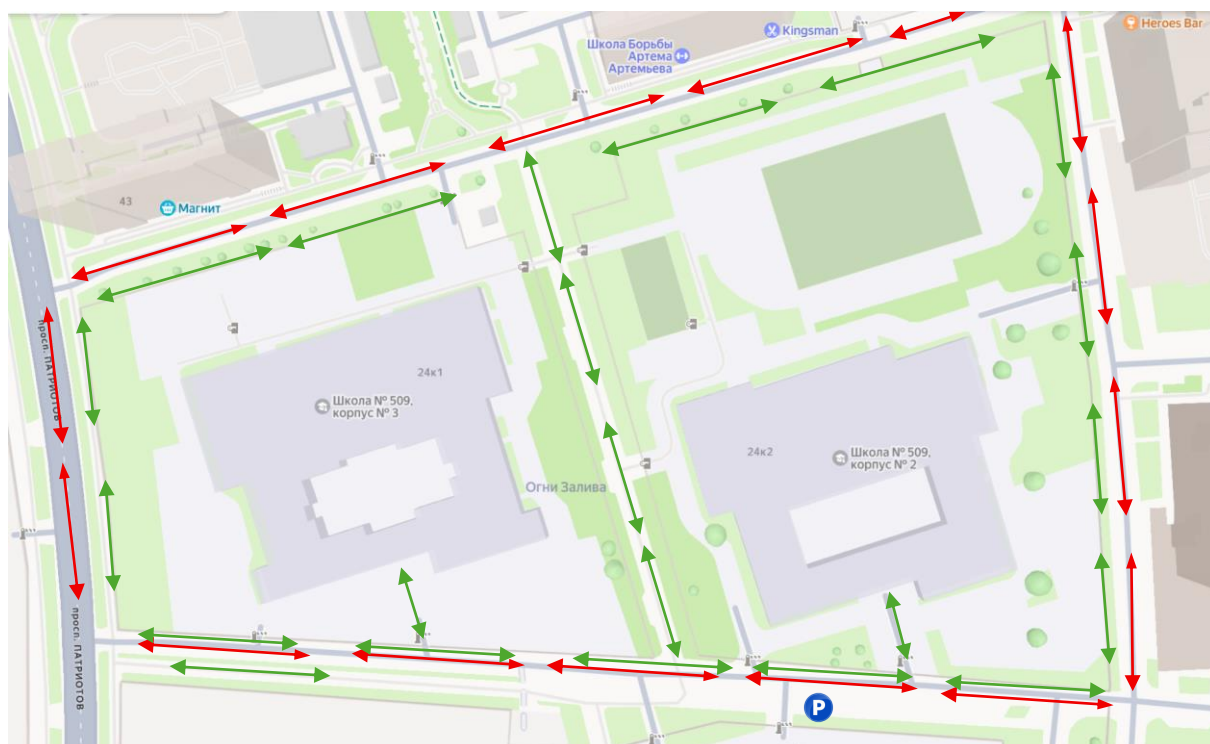 Heroes Bar
Kingsman
Школа Борьбы
Артема
Артемьева
43
Магнит
просп. ПАТРИОТОВ
24к1
Школа № 509,
корпус № 3
24к2
Школа № 509,
корпус № 2
Огни Залива
просп. ПАТРИОТОВ
P